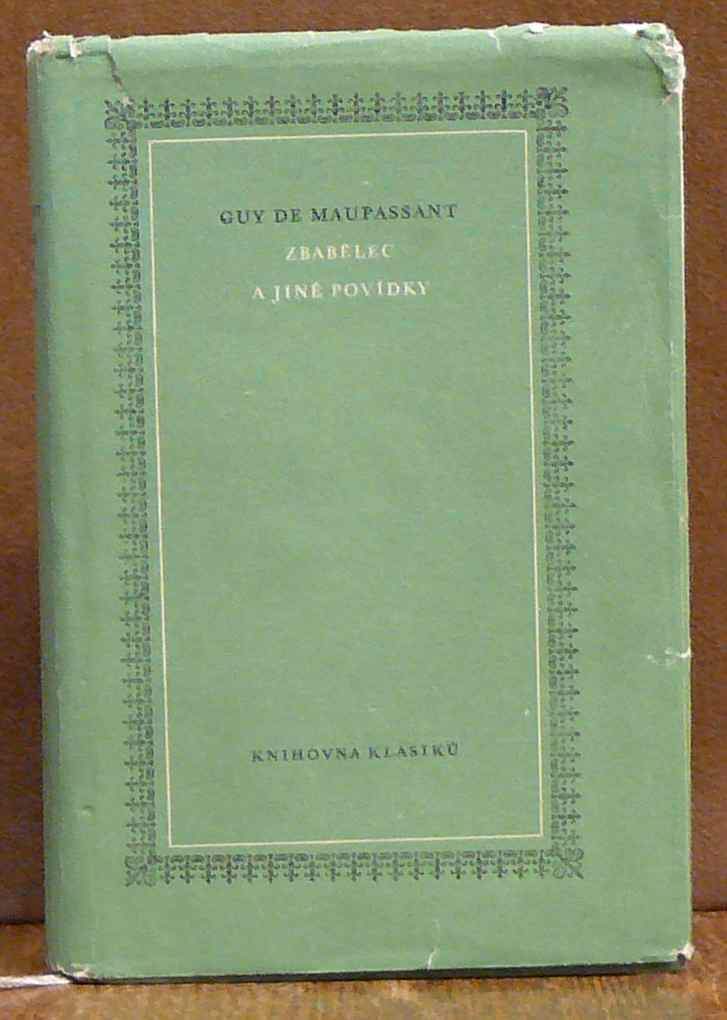 GUY DE MAUPASSANT
ZBABĚLEC
A JINÉ POVÍDKY
KNIHOVNA KLASIKŮ